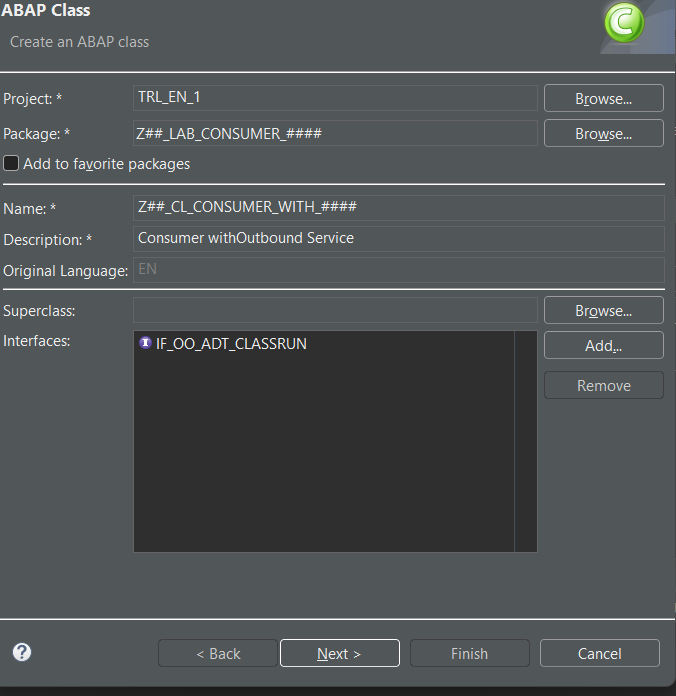 ABAP Class
Create an ABAP class
Project: * TRL_EN_1 Browse...
Package: * Z##_LAB_CONSUMER_#### Browse...
Add to favorite packages
Name: * Z##_CL_CONSUMER_WITH_####
Description: * Consumer withOutbound Service
Original Language: EN
Superclass: Browse...
Interfaces: IF_OO_ADT_CLASSRUN Add...
Remove
< Back Next > Finish Cancel